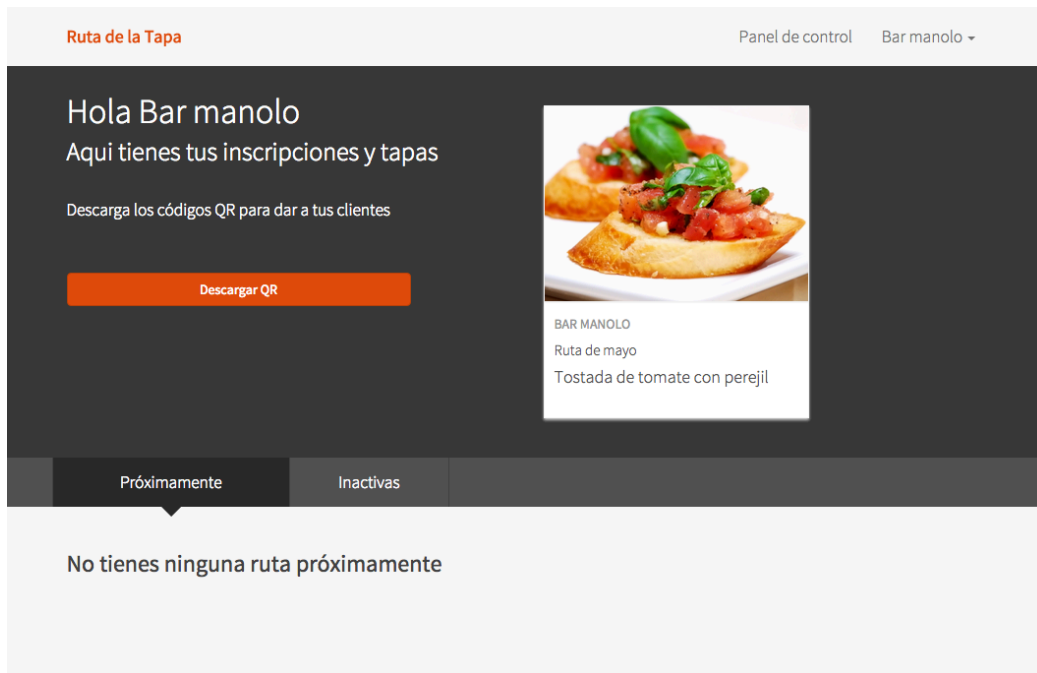 Ruta de la Tapa
Panel de control
Bar manolo
Hola Bar manolo
Aqui tienes tus inscripciones y tapas
Descarga los códigos QR para dar a tus clientes
Descargar QR
BAR MANOLO
Ruta de mayo
Tostada de tomate con perejil
Próximamente
Inactivas
No tienes ninguna ruta próximamente